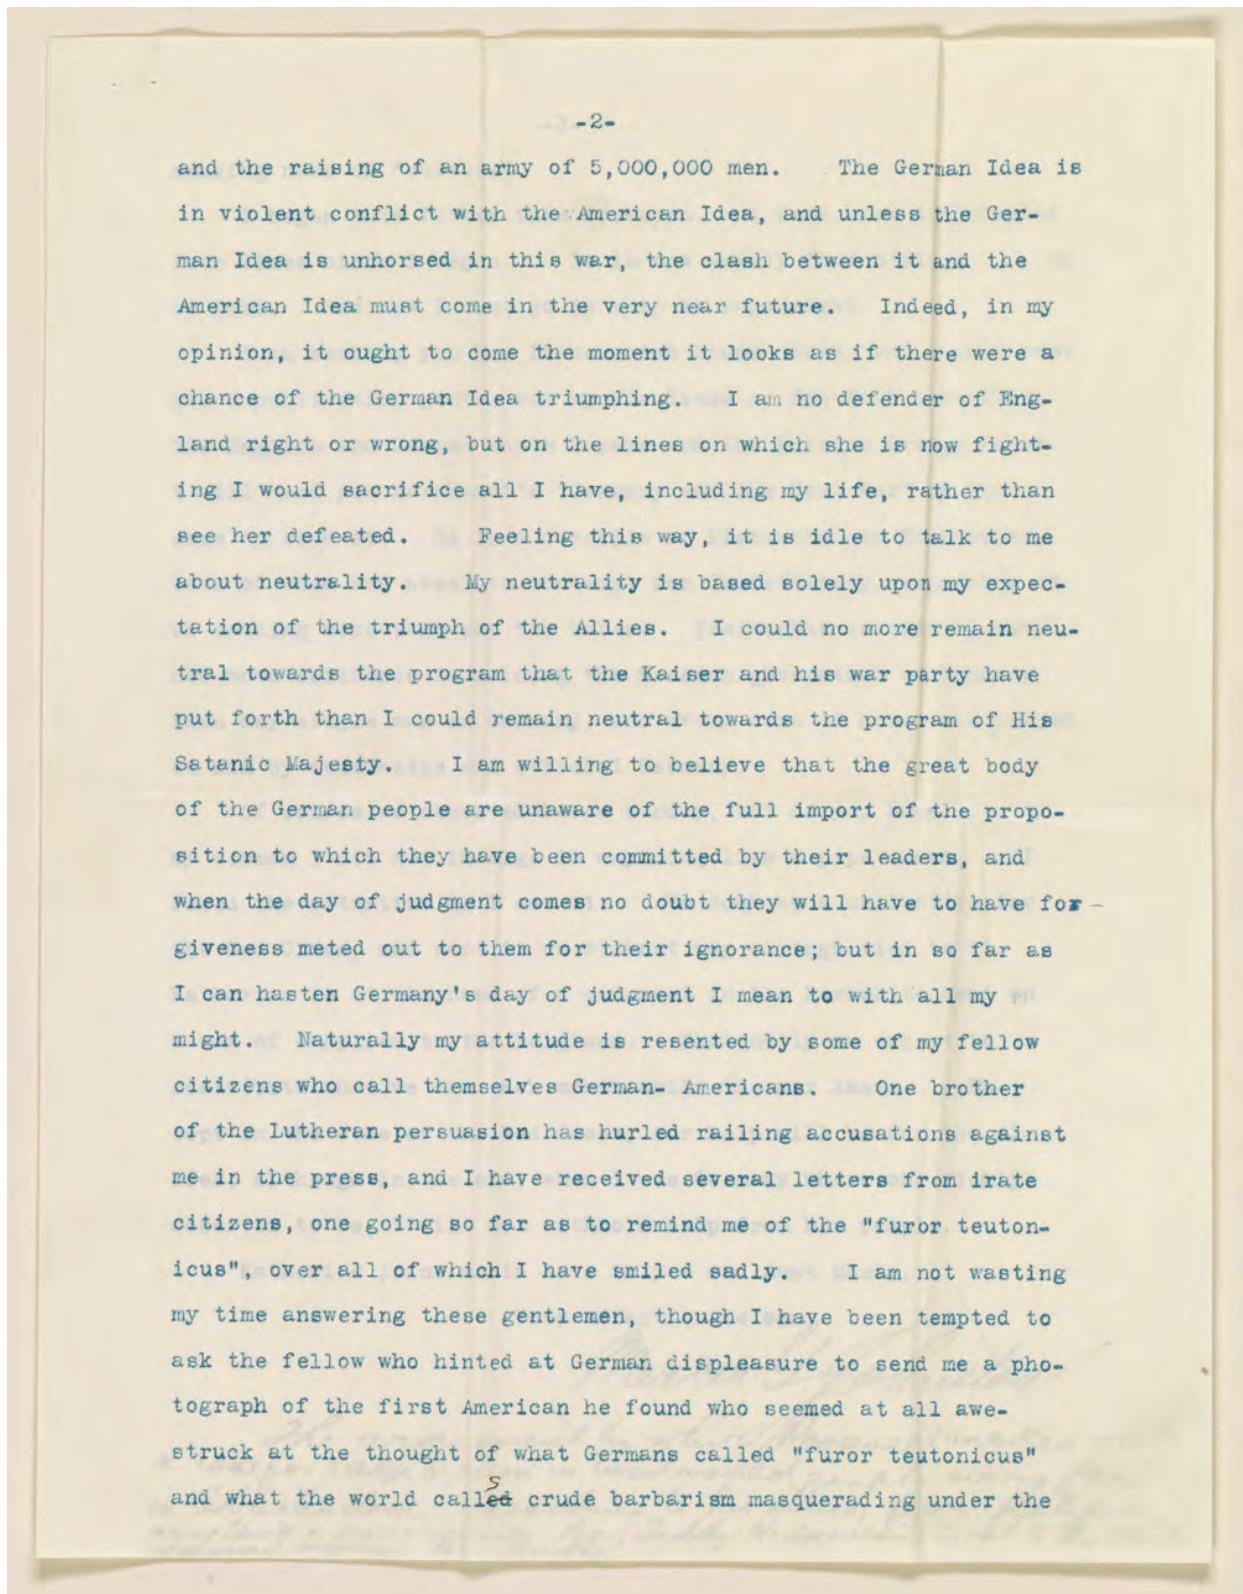 -2-
and the raising of an army of 5,000,000 men. The German Idea is
in violent conflict with the American Idea, and unless the Ger-
man Idea is unhorsed in this war, the clash between it and the
American Idea must come in the very near future. Indeed, in my
opinion, it ought to come the moment it looks as if there were a
chance of the German Idea triumphing. I am no defender of Eng-
land right or wrong, but on the lines on which she is now fight-
ing I would sacrifice all I have, including my life, rather than
see her defeated. Feeling this way, it is idle to talk to me
about neutrality. My neutrality is based solely upon my expec-
tation of the triumph of the Allies. I could no more remain neu-
tral towards the program that the Kaiser and his war party have
put forth than I could remain neutral towards the program of His
Satanic Majesty. I am willing to believe that the great body
of the German people are unaware of the full import of the propo-
sition to which they have been committed by their leaders, and
when the day of judgment comes no doubt they will have to have for-
giveness meted out to them for their ignorance; but in so far as
I can hasten Germany's day of judgment I mean to with all my
might. Naturally my attitude is resented by some of my fellow
citizens who call themselves German- Americans. One brother
of the Lutheran persuasion has hurled railing accusations against
me in the press, and I have received several letters from irate
citizens, one going so far as to remind me of the "furor teuton-
icus", over all of which I have smiled sadly. I am not wasting
my time answering these gentlemen, though I have been tempted to
ask the fellow who hinted at German displeasure to send me a pho-
tograph of the first American he found who seemed at all awe-
struck at the thought of what Germans called "furor teutonicus"
and what the world calls crude barbarism masquerading under the